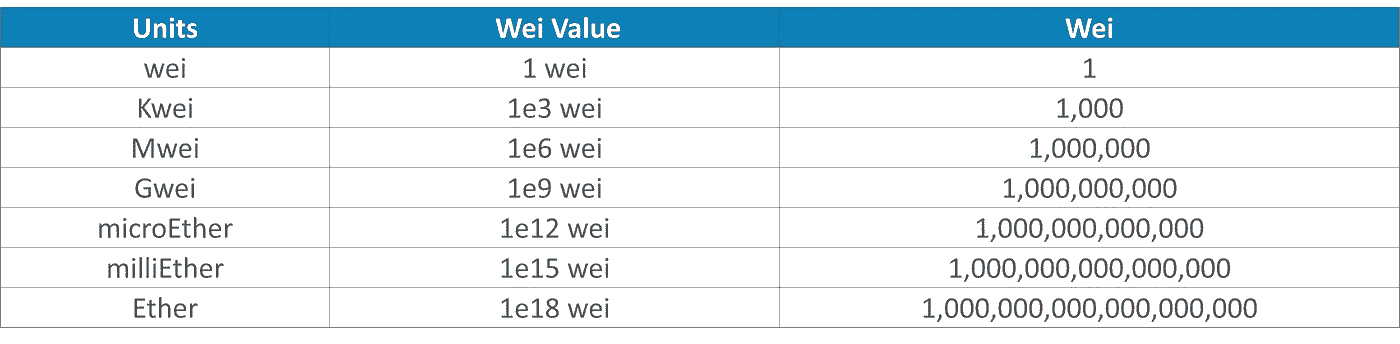 Units Wei Value Wei
wei 1 wei 1
Kwei 1e3 wei 1,000
Mwei 1e6 wei 1,000,000
Gwei 1e9 wei 1,000,000,000
microEther 1e12 wei 1,000,000,000,000
milliEther 1e15 wei 1,000,000,000,000,000
Ether 1e18 wei 1,000,000,000,000,000,000